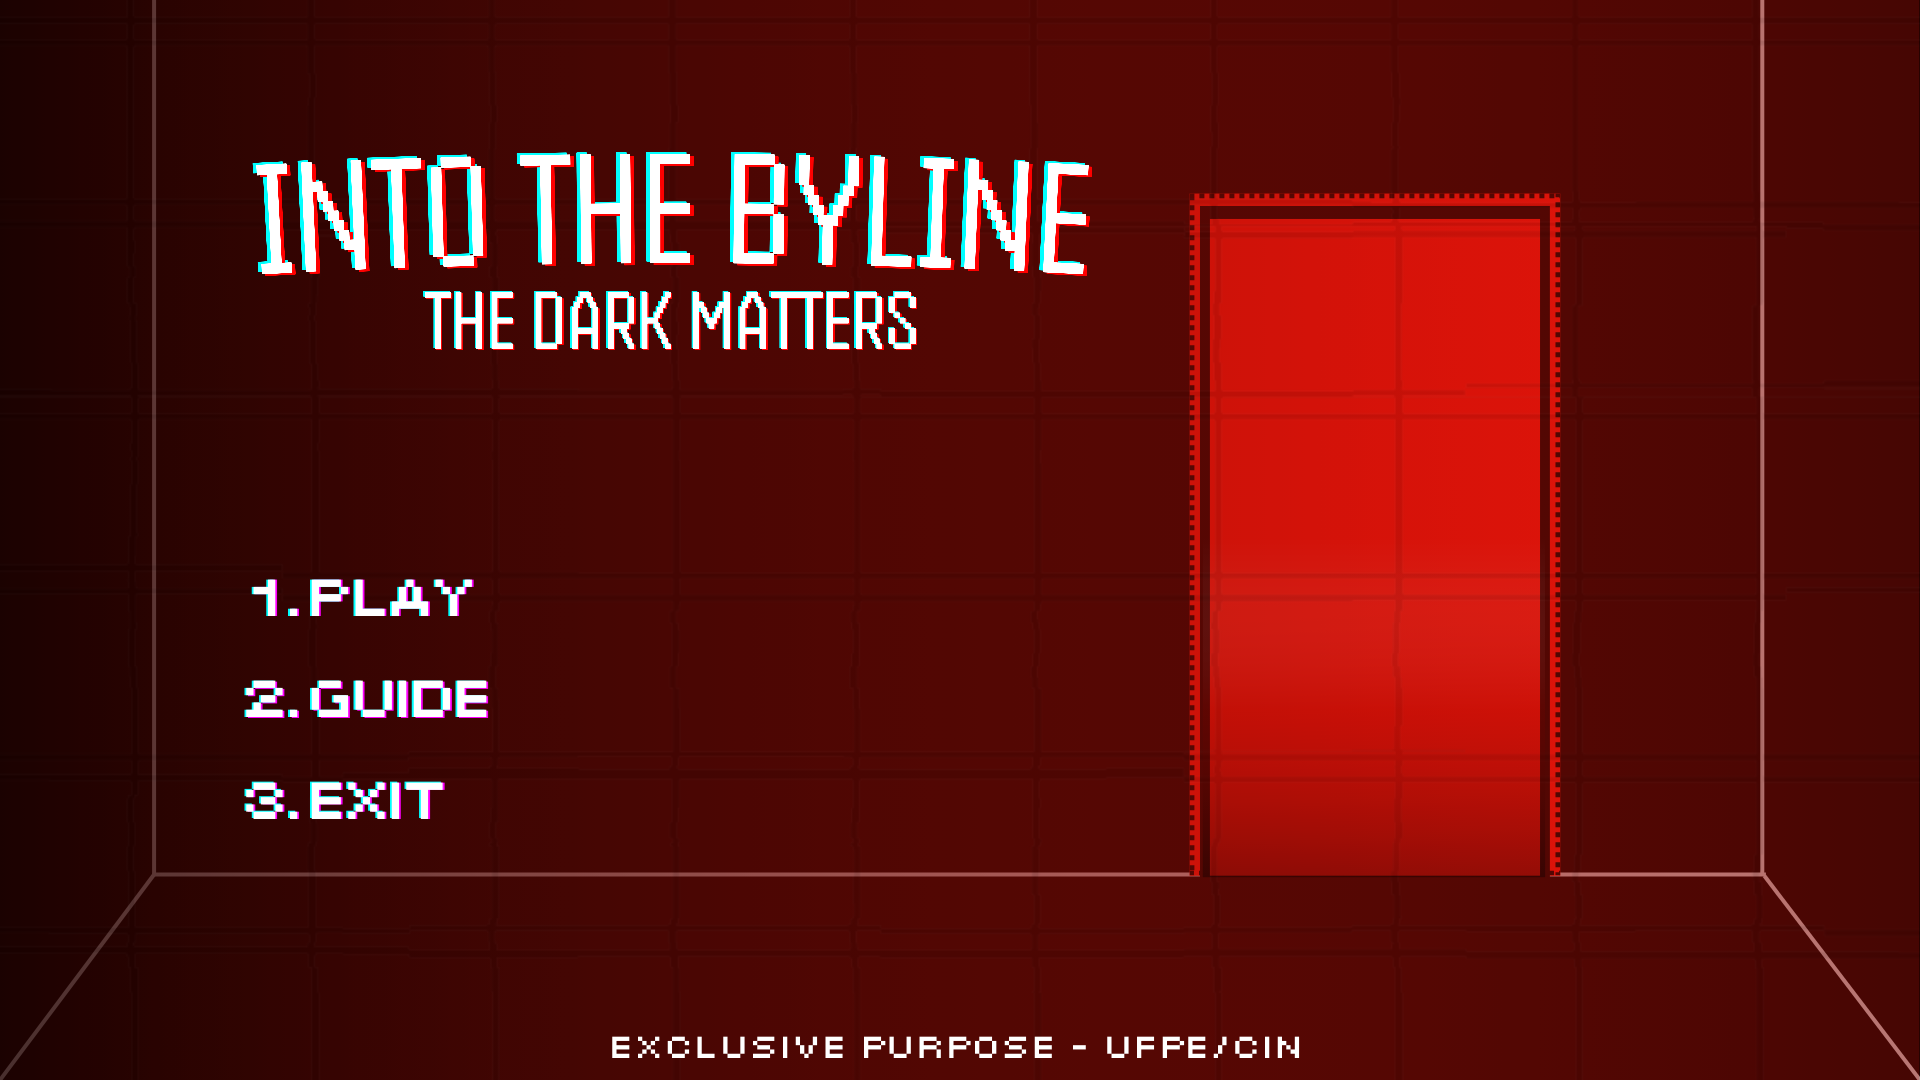 INTO THE BYLINE
THE DARK MATTERS
1. PLAY
2. GUIDE
3. EXIT
EXCLUSIVE PURPOSE - UFPE/CIN